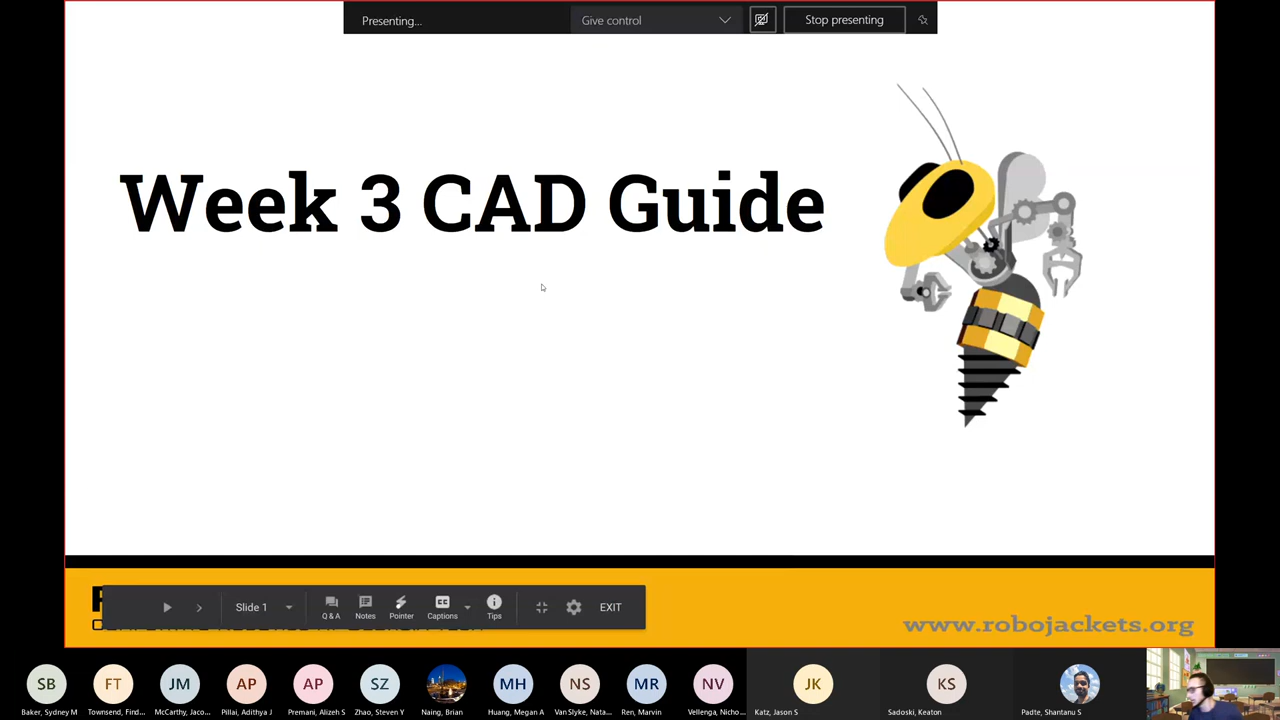 Presenting...
Give control
Stop presenting
Week 3 CAD Guide
Slide 1
Q & A
Notes
Pointer
CC
Captions
Tips
EXIT
www.robojackets.org
SB
FT
JM
AP
AP
SZ
MH
NS
MR
NV
JK
KS
Baker, Sydney M
Townsend, Find...
McCarthy, Jaco...
Pillai, Adithya J
Premani, Alizeh S
Zhao, Steven Y
Naing, Brian
Huang, Megan A
Van Slyke, Nata...
Ren, Marvin
Vellenga, Nicho...
Katz, Jason S
Sadoski, Keaton
Padte, Shantanu S